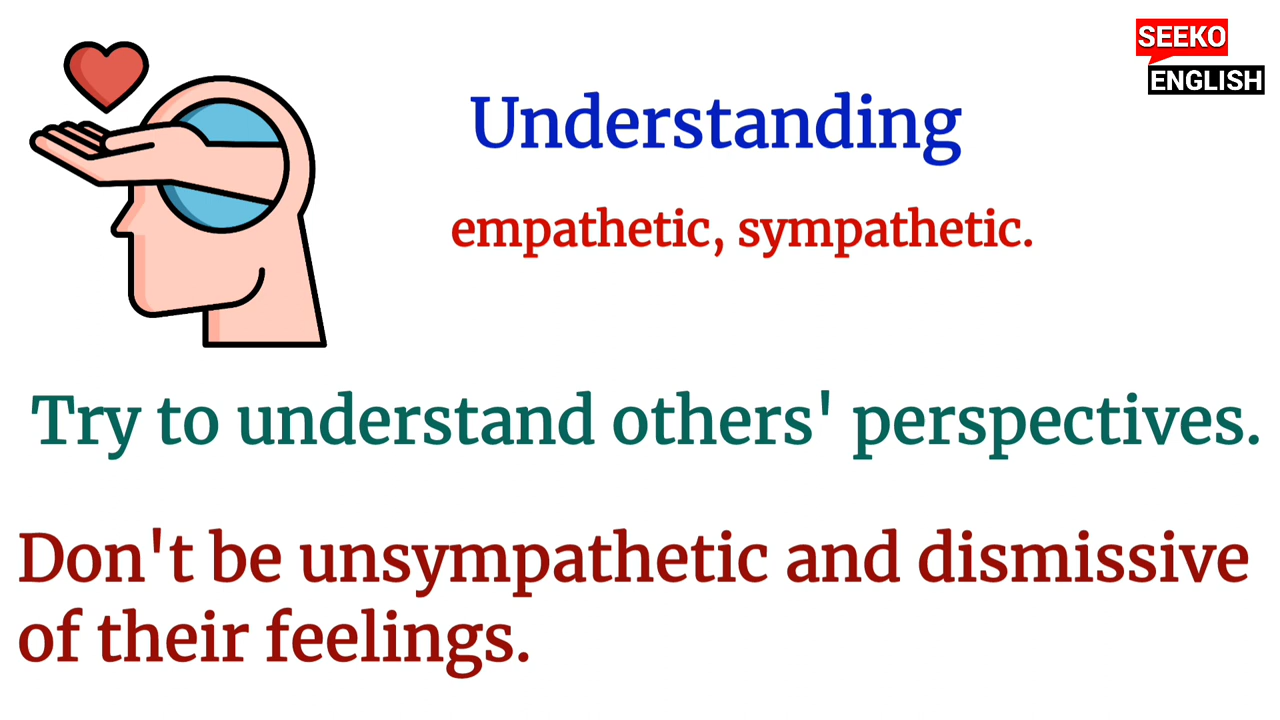 SEEKO
ENGLISH
Understanding
empathetic, sympathetic.
Try to understand others' perspectives.
Don't be unsympathetic and dismissive
of their feelings.